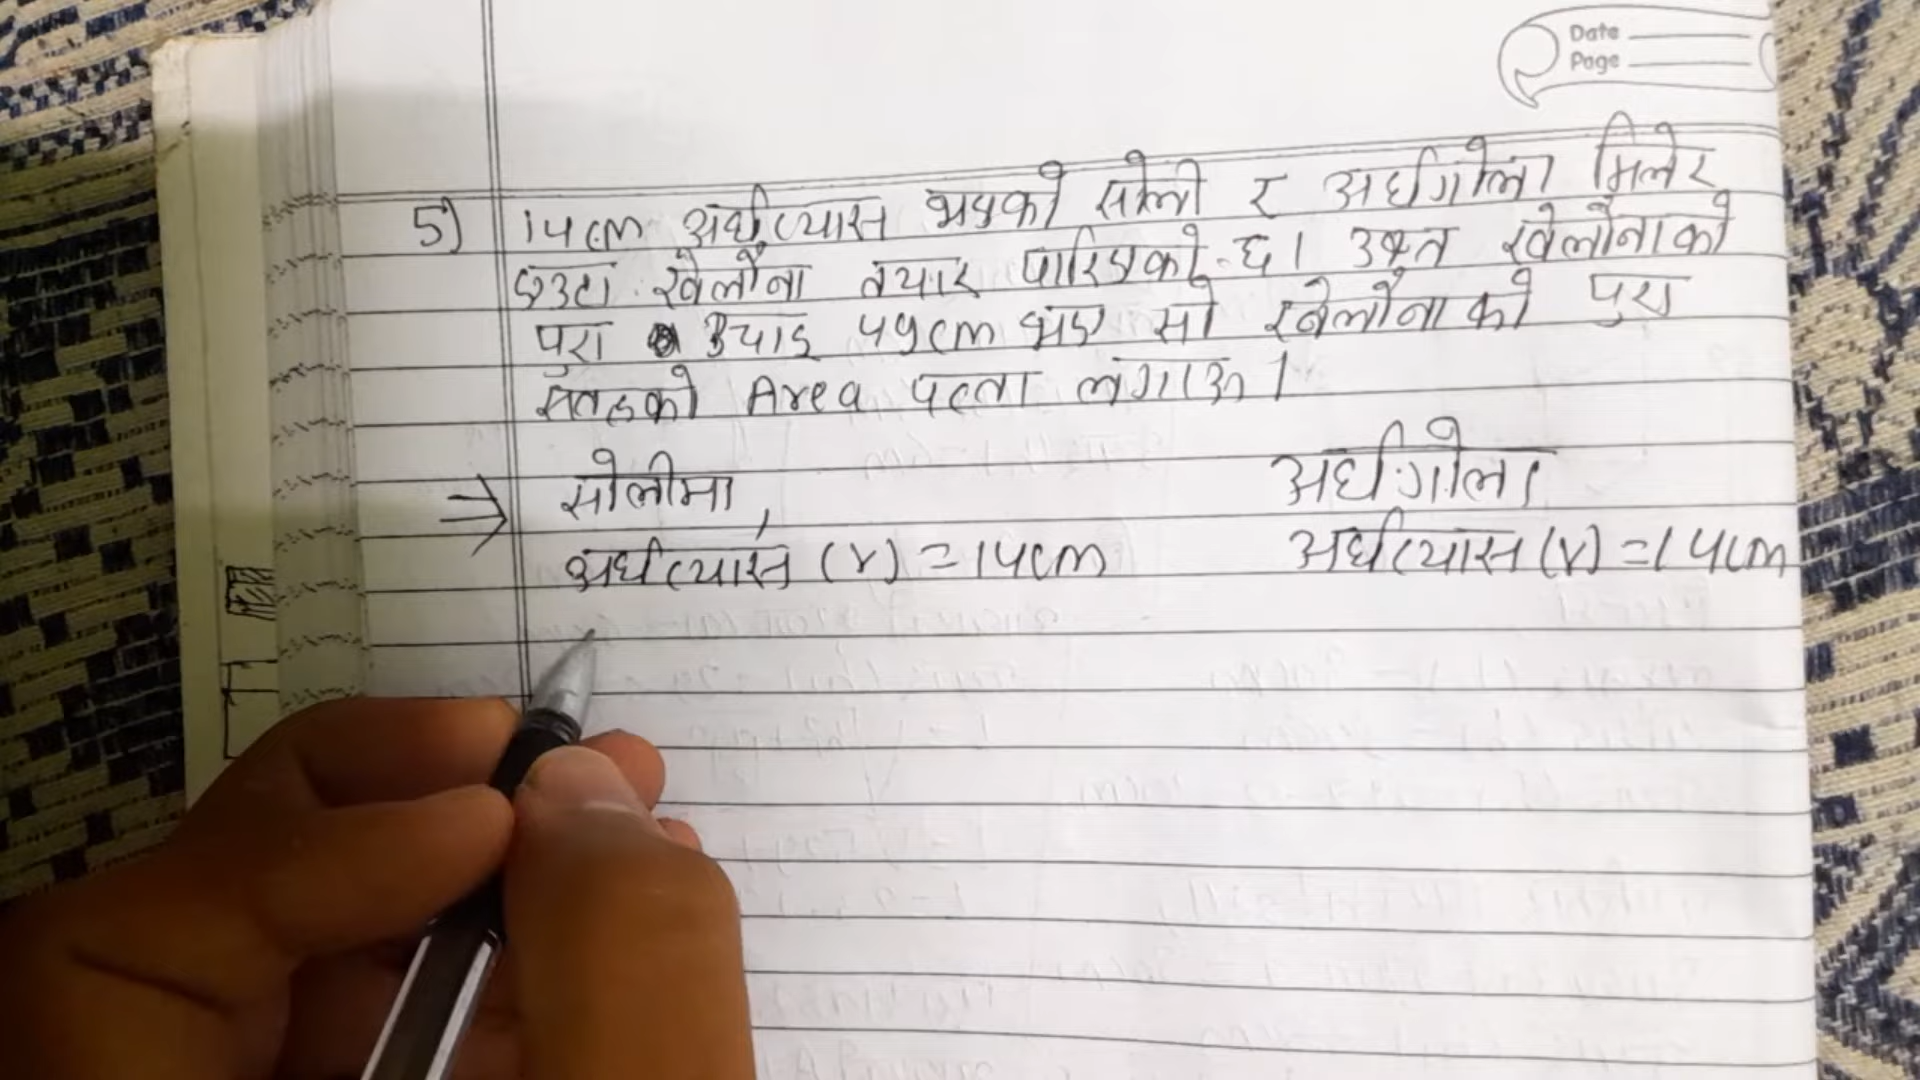 Date
Page
5) 14cm अर्धव्यास भएको सोली र अर्धगोला मिलेर
एउटा खेलौना तयार पारिएको छ। उक्त खेलौनाको
पुरा उचाइ 49cm भए सो खेलौनाको पुरा
सतहको Area पत्ता लगाऊ।
→ सोलीमा, अर्धगोला
अर्धव्यास (r) = 14cm अर्धव्यास (r) = 14cm